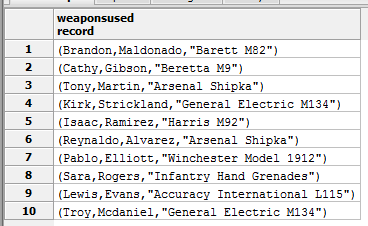 weaponsused
record
1 (Brandon,Maldonado,"Barett M82")
2 (Cathy,Gibson,"Beretta M9")
3 (Tony,Martin,"Arsenal Shipka")
4 (Kirk,Strickland,"General Electric M134")
5 (Isaac,Ramirez,"Harris M92")
6 (Reynaldo,Alvarez,"Arsenal Shipka")
7 (Pablo,Elliott,"Winchester Model 1912")
8 (Sara,Rogers,"Infantry Hand Grenades")
9 (Lewis,Evans,"Accuracy International L115")
10 (Troy,Mcdaniel,"General Electric M134")